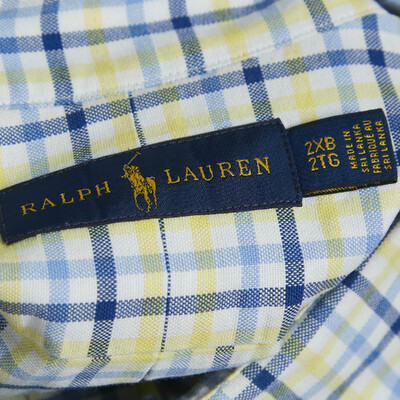 RALPH LAUREN
2XB
2TG
MADE IN
SRI LANKA
FABRIQUÉ AU
SRI LANKA